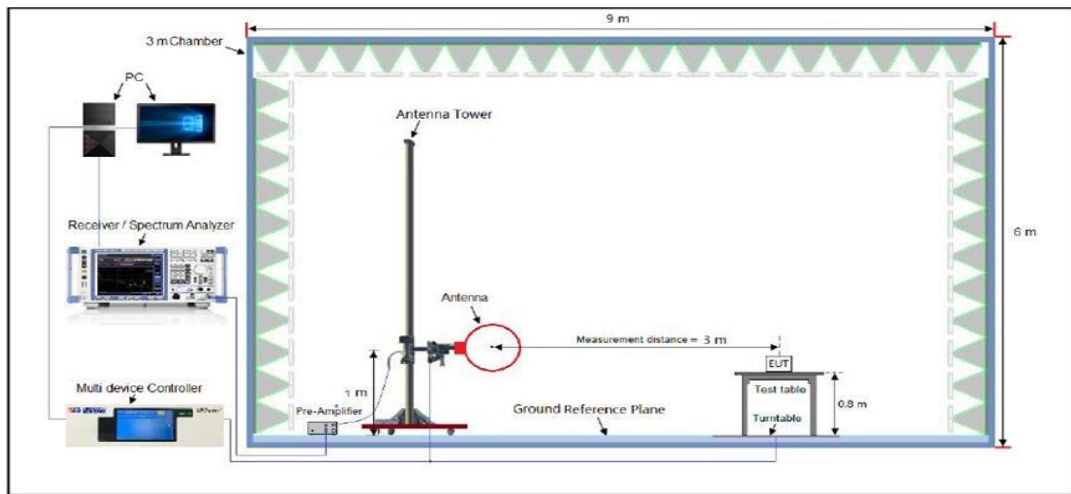 9 m
3 m Chamber
PC
Antenna Tower
Receiver / Spectrum Analyzer
6 m
Antenna
Measurement distance = 3 m
EUT
Test table
0.8 m
1 m
Multi device Controller
Pre-Amplifier
Ground Reference Plane
Turntable